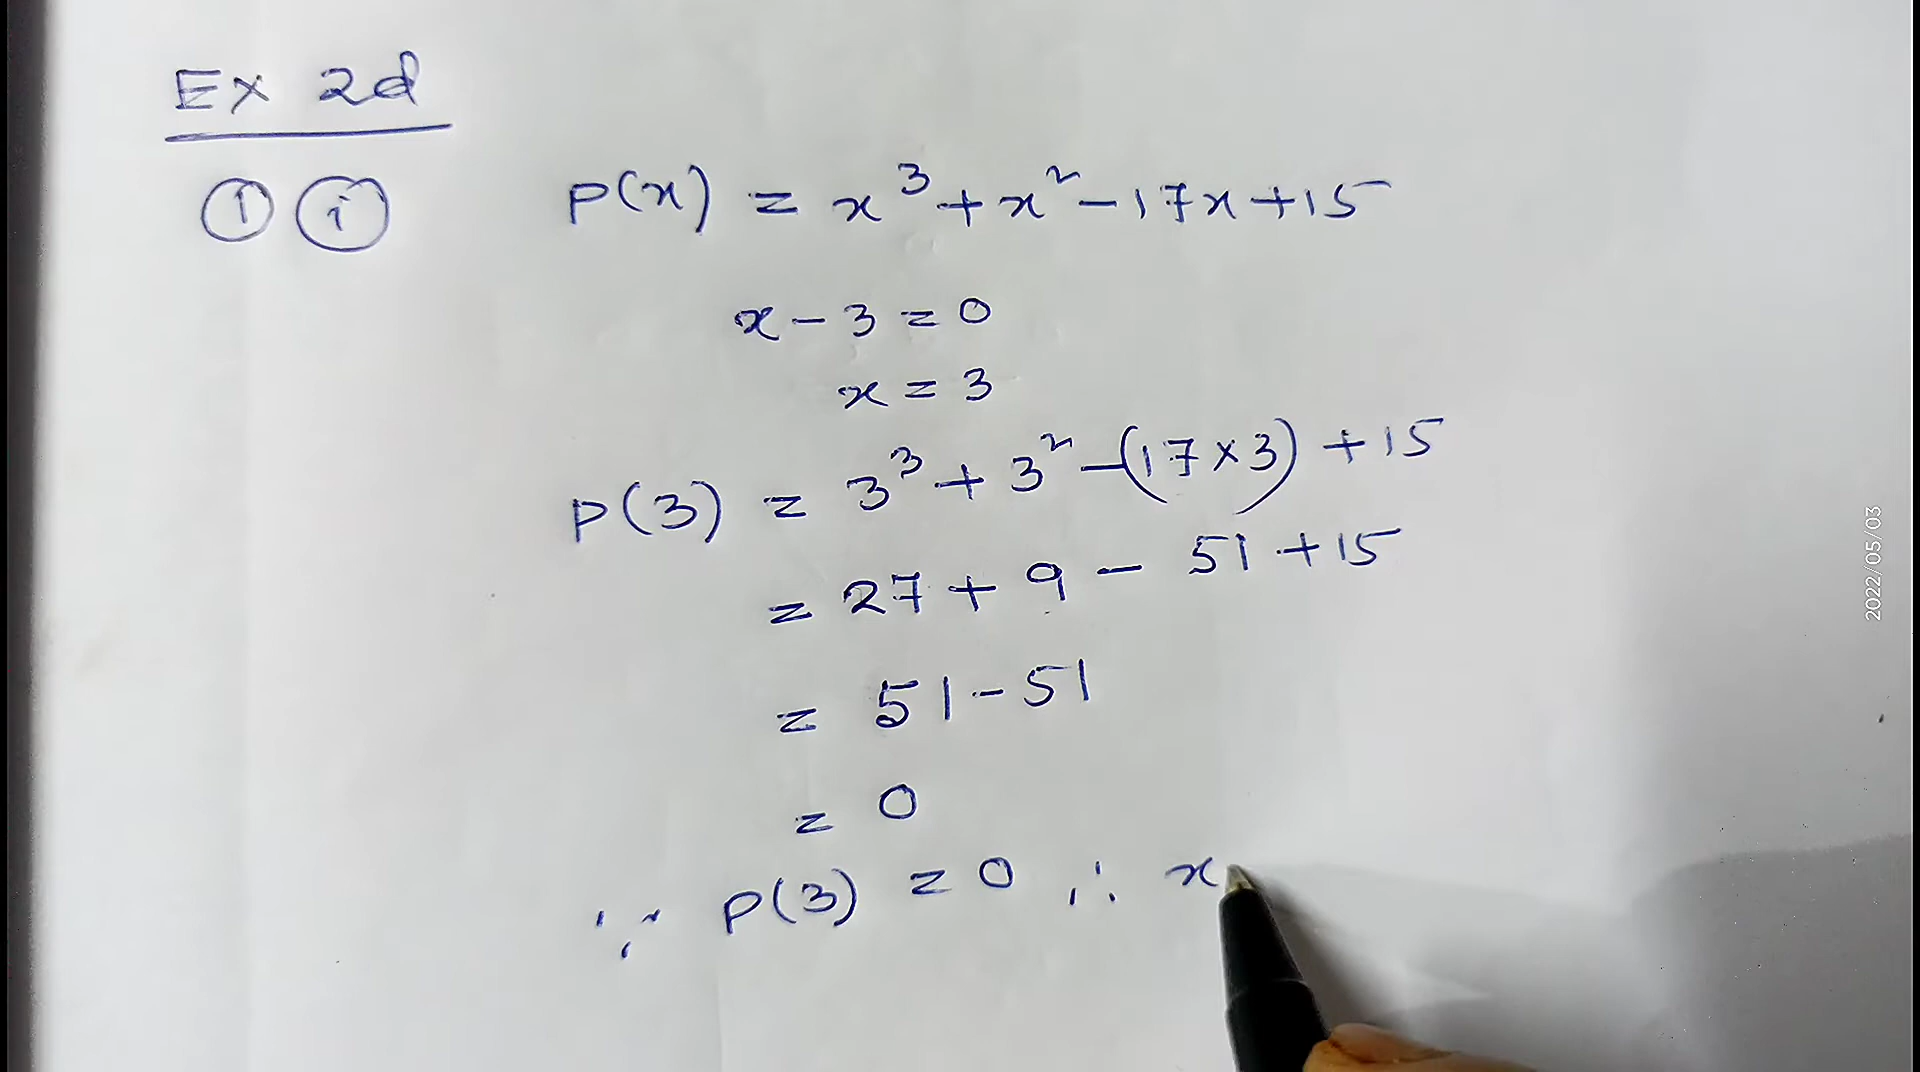 Ex 2d
① ⓘ P(x) = x³ + x² - 17x + 15
x - 3 = 0
x = 3
P(3) = 3³ + 3² - (17 × 3) + 15
= 27 + 9 - 51 + 15
= 51 - 51
= 0
∵ P(3) = 0 ∴ x
2022/05/03